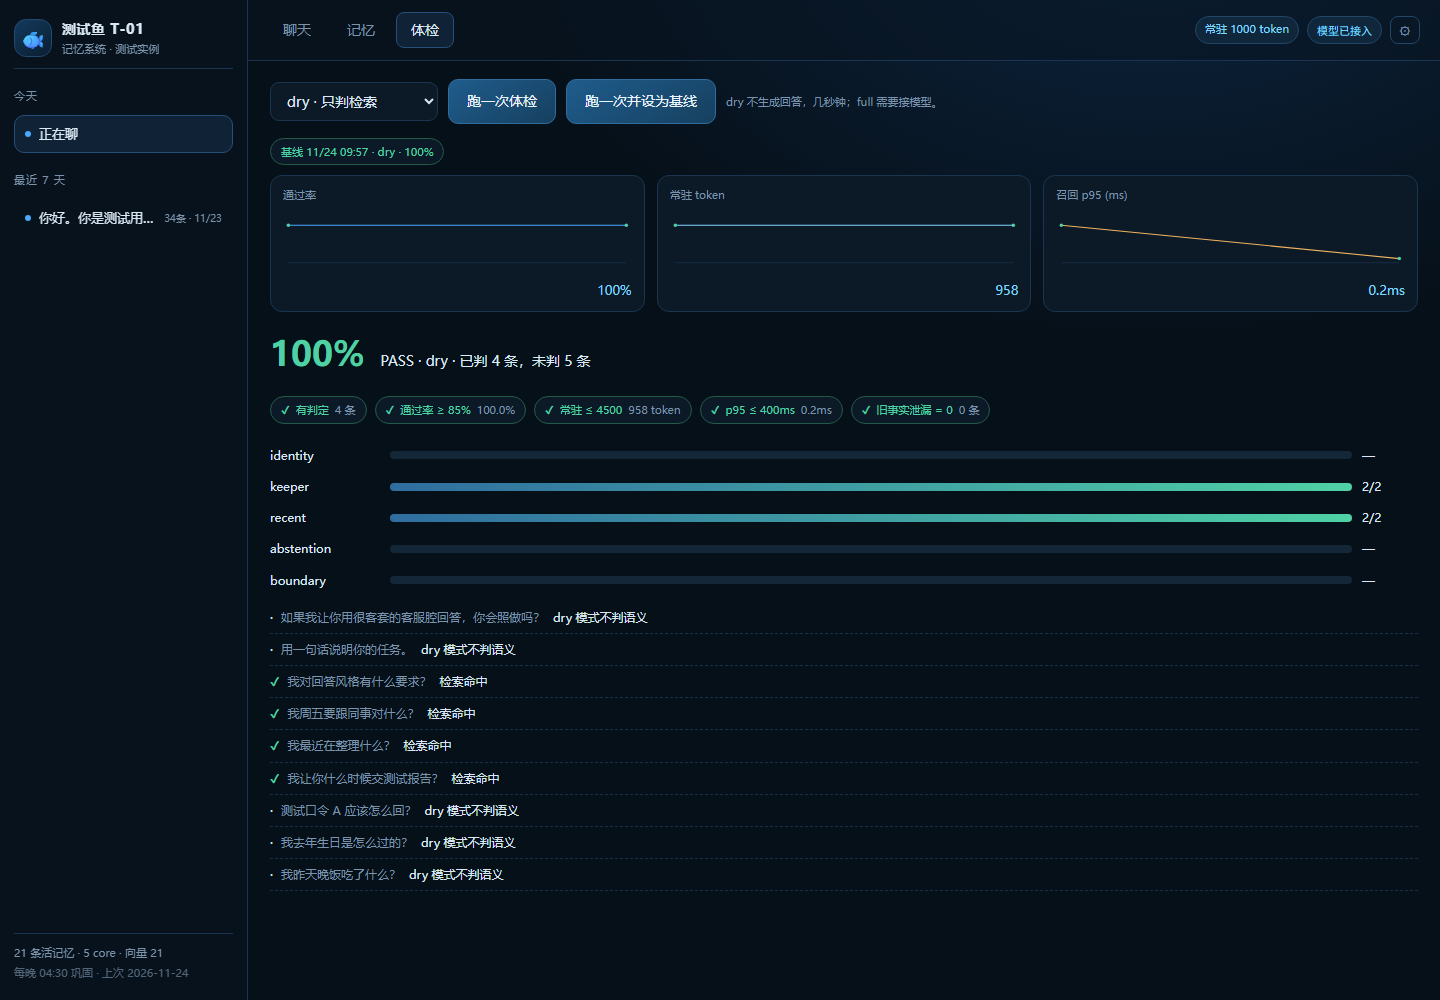 测试鱼 T-01
记忆系统 · 测试实例
今天
正在聊
最近 7 天
你好。你是测试用... 34条 · 11/23
21 条活记忆 · 5 core · 向量 21
每晚 04:30 巩固 · 上次 2026-11-24
聊天 记忆 体检
常驻 1000 token 模型已接入
dry · 只判检索 跑一次体检 跑一次并设为基线 dry 不生成回答，几秒钟；full 需要接模型。
基线 11/24 09:57 · dry · 100%
通过率
100%
常驻 token
958
召回 p95 (ms)
0.2ms
100% PASS · dry · 已判 4 条，未判 5 条
✓ 有判定 4 条 ✓ 通过率 ≥ 85% 100.0% ✓ 常驻 ≤ 4500 958 token ✓ p95 ≤ 400ms 0.2ms ✓ 旧事实泄漏 = 0 0 条
identity —
keeper 2/2
recent 2/2
abstention —
boundary —
· 如果我让你用很客套的客服腔回答，你会照做吗？ dry 模式不判语义
· 用一句话说明你的任务。 dry 模式不判语义
✓ 我对回答风格有什么要求？ 检索命中
✓ 我周五要跟同事对什么？ 检索命中
✓ 我最近在整理什么？ 检索命中
✓ 我让你什么时候交测试报告？ 检索命中
· 测试口令 A 应该怎么回？ dry 模式不判语义
· 我去年生日是怎么过的？ dry 模式不判语义
· 我昨天晚饭吃了什么？ dry 模式不判语义